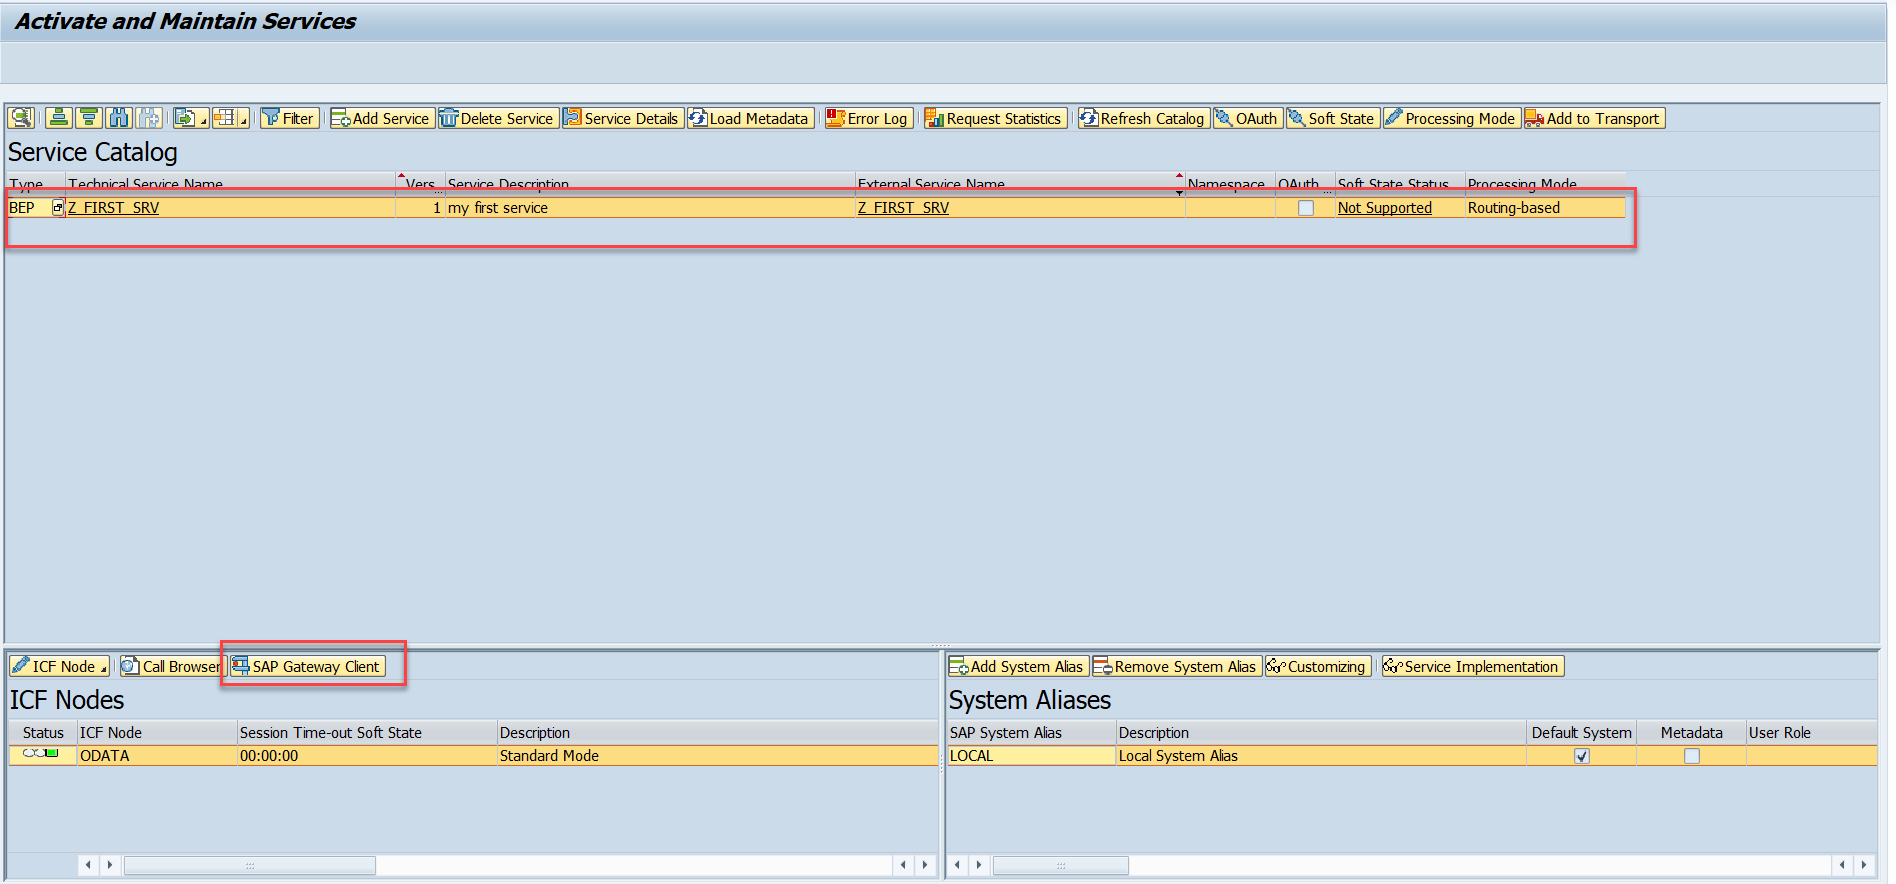 Activate and Maintain Services
Filter Add Service Delete Service Service Details Load Metadata Error Log Request Statistics Refresh Catalog OAuth Soft State Processing Mode Add to Transport
Service Catalog
Type Technical Service Name Vers... Service Description External Service Name Namespace OAuth ... Soft State Status Processing Mode
BEP Z_FIRST_SRV 1 my first service Z_FIRST_SRV Not Supported Routing-based
ICF Node Call Browser SAP Gateway Client
ICF Nodes
Status ICF Node Session Time-out Soft State Description
ODATA 00:00:00 Standard Mode
Add System Alias Remove System Alias Customizing Service Implementation
System Aliases
SAP System Alias Description Default System Metadata User Role
LOCAL Local System Alias